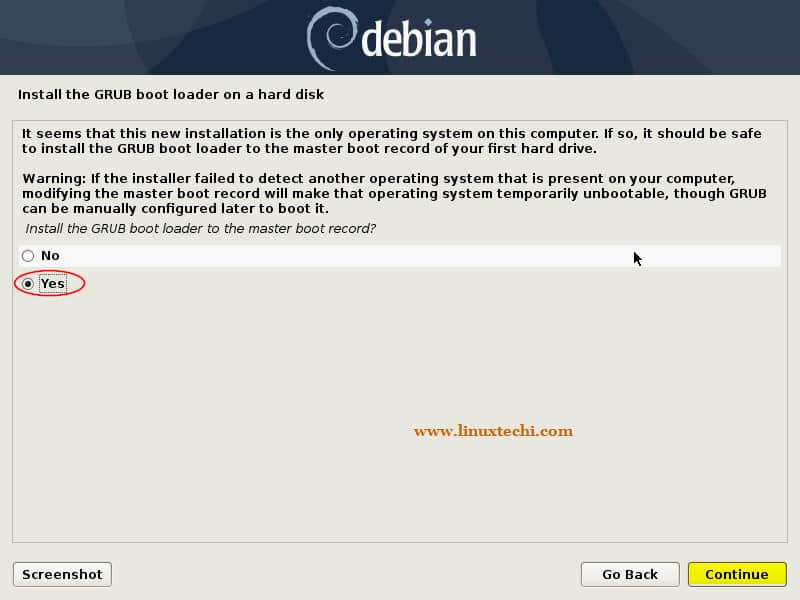 debian
Install the GRUB boot loader on a hard disk
It seems that this new installation is the only operating system on this computer. If so, it should be safe
to install the GRUB boot loader to the master boot record of your first hard drive.
Warning: If the installer failed to detect another operating system that is present on your computer,
modifying the master boot record will make that operating system temporarily unbootable, though GRUB
can be manually configured later to boot it.
Install the GRUB boot loader to the master boot record?
No
Yes
www.linuxtechi.com
Screenshot
Go Back
Continue